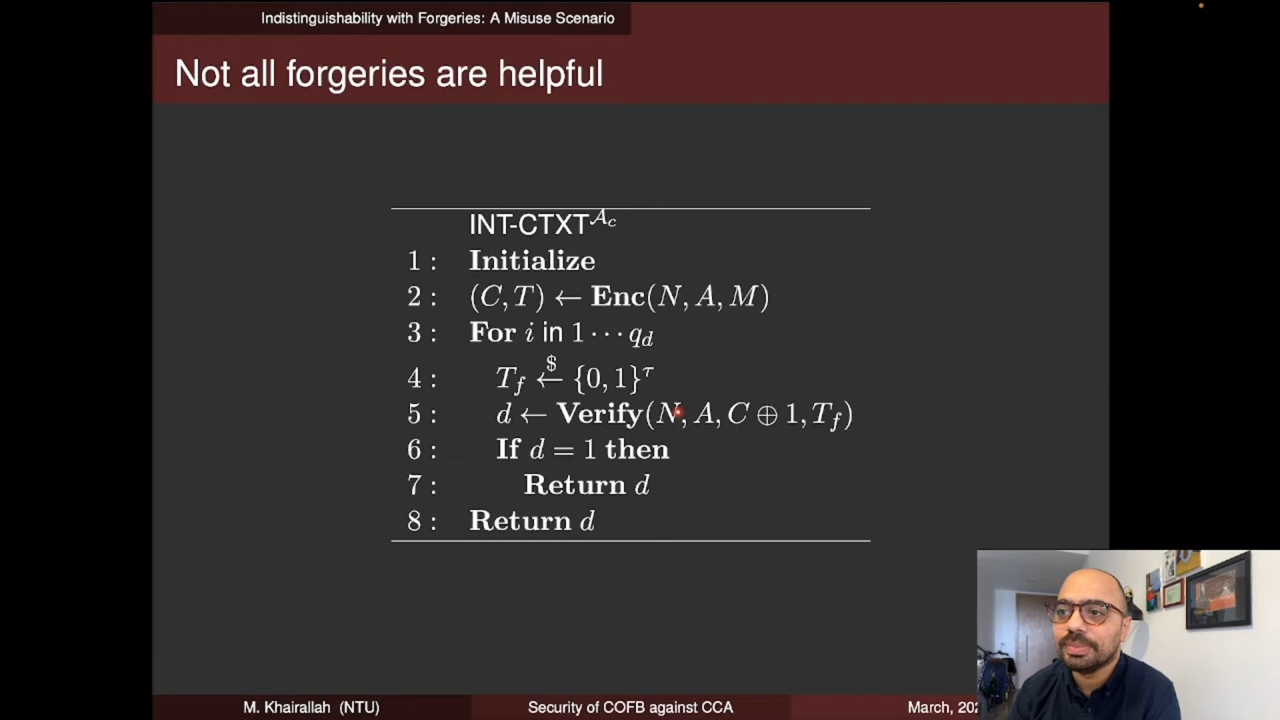 Indistinguishability with Forgeries: A Misuse Scenario
Not all forgeries are helpful
INT-CTXT^{A_c}
1 : Initialize
2 : (C, T) ← Enc(N, A, M)
3 : For i in 1 ⋯ q_d
4 : T_f ←$ {0, 1}^τ
5 : d ← Verify(N, A, C ⊕ 1, T_f)
6 : If d = 1 then
7 : Return d
8 : Return d
M. Khairallah (NTU) Security of COFB against CCA March,